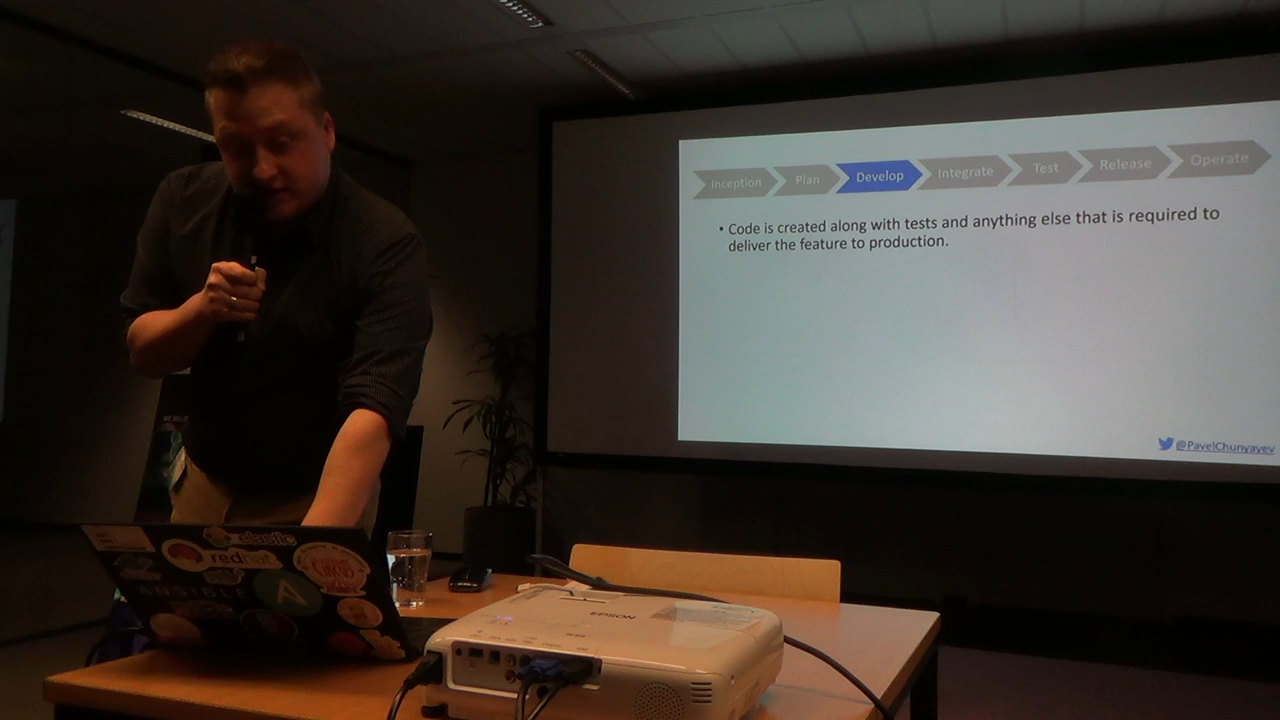 Inception Plan Develop Integrate Test Release Operate
• Code is created along with tests and anything else that is required to
deliver the feature to production.
@PavelChunyayev
elastic
redhat
ANSIBLE
A
EPSON